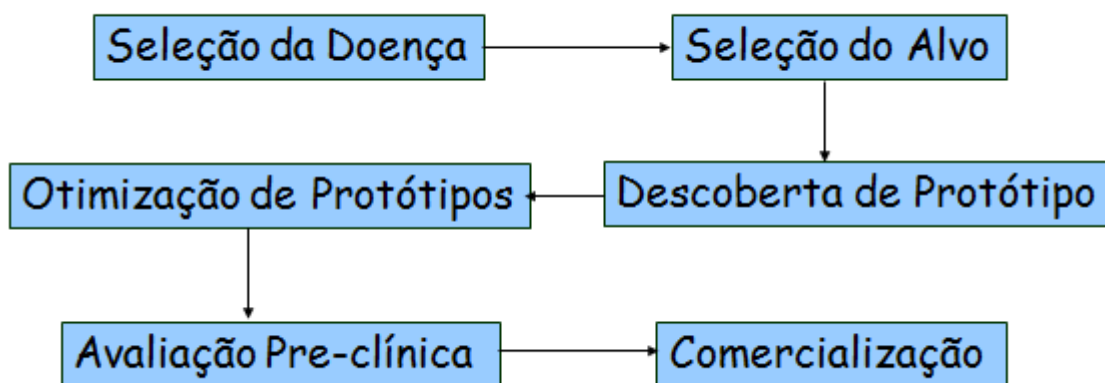 Seleção da Doença
Seleção do Alvo
Descoberta de Protótipo
Otimização de Protótipos
Avaliação Pre-clínica
Comercialização